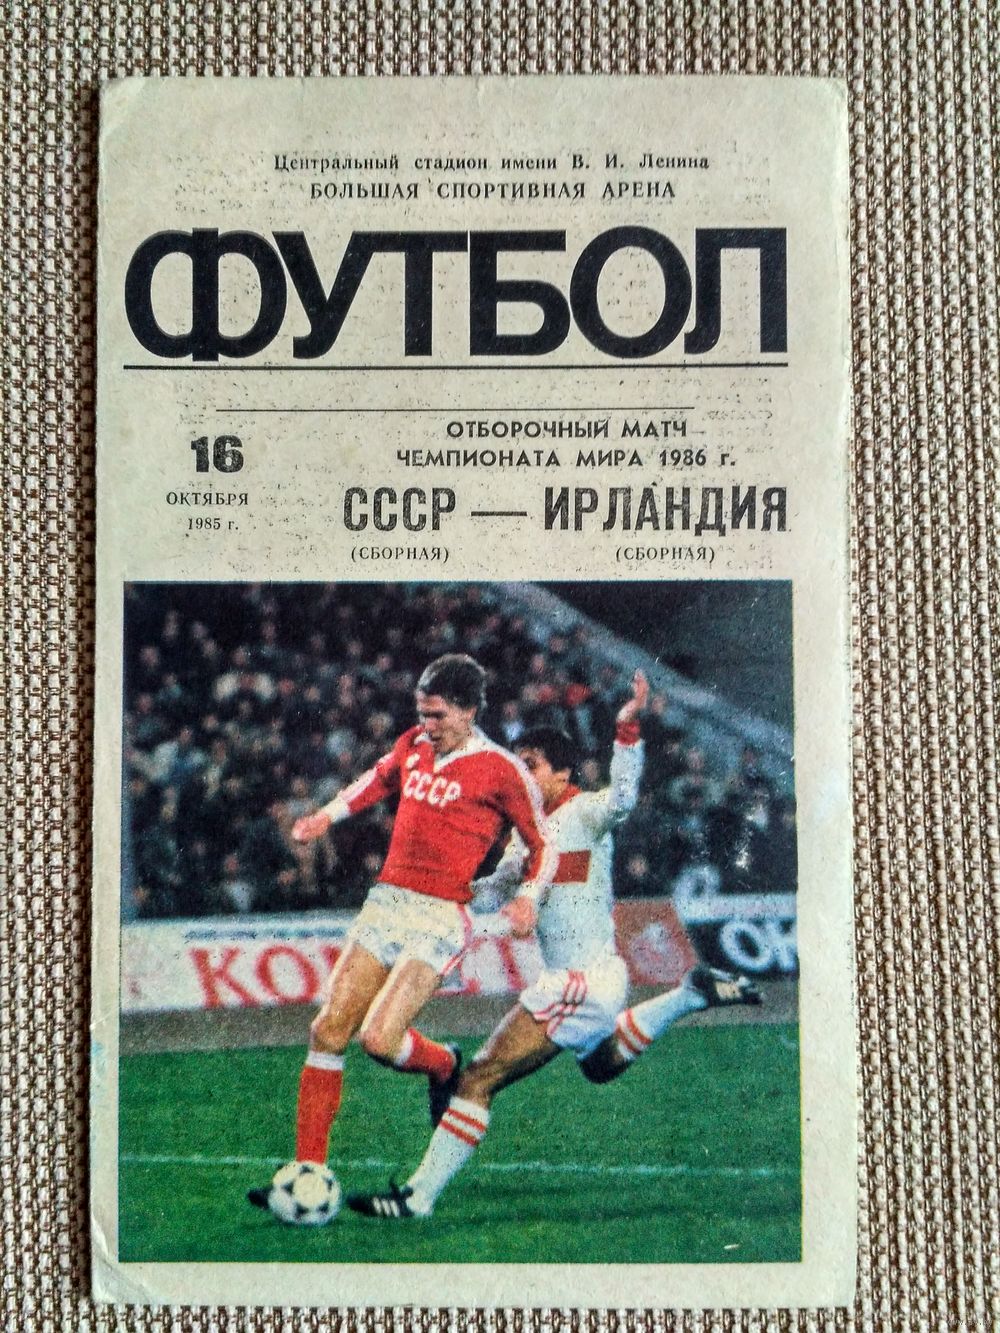 Центральный стадион имени В. И. Ленина
БОЛЬШАЯ СПОРТИВНАЯ АРЕНА
ФУТБОЛ
16
ОКТЯБРЯ
1985 г.
ОТБОРОЧНЫЙ МАТЧ
ЧЕМПИОНАТА МИРА 1986 г.
СССР — ИРЛАНДИЯ
(СБОРНАЯ) (СБОРНАЯ)
СССР